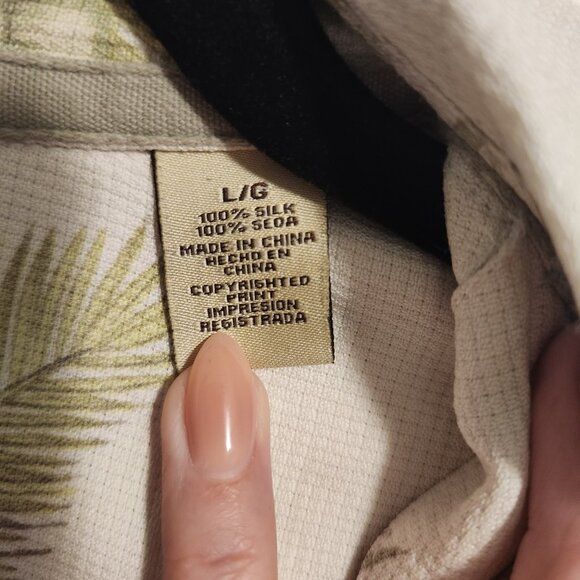 L/G
100% SILK
100% SEDA
MADE IN CHINA
HECHO EN
CHINA
COPYRIGHTED
PRINT
IMPRESION
REGISTRADA